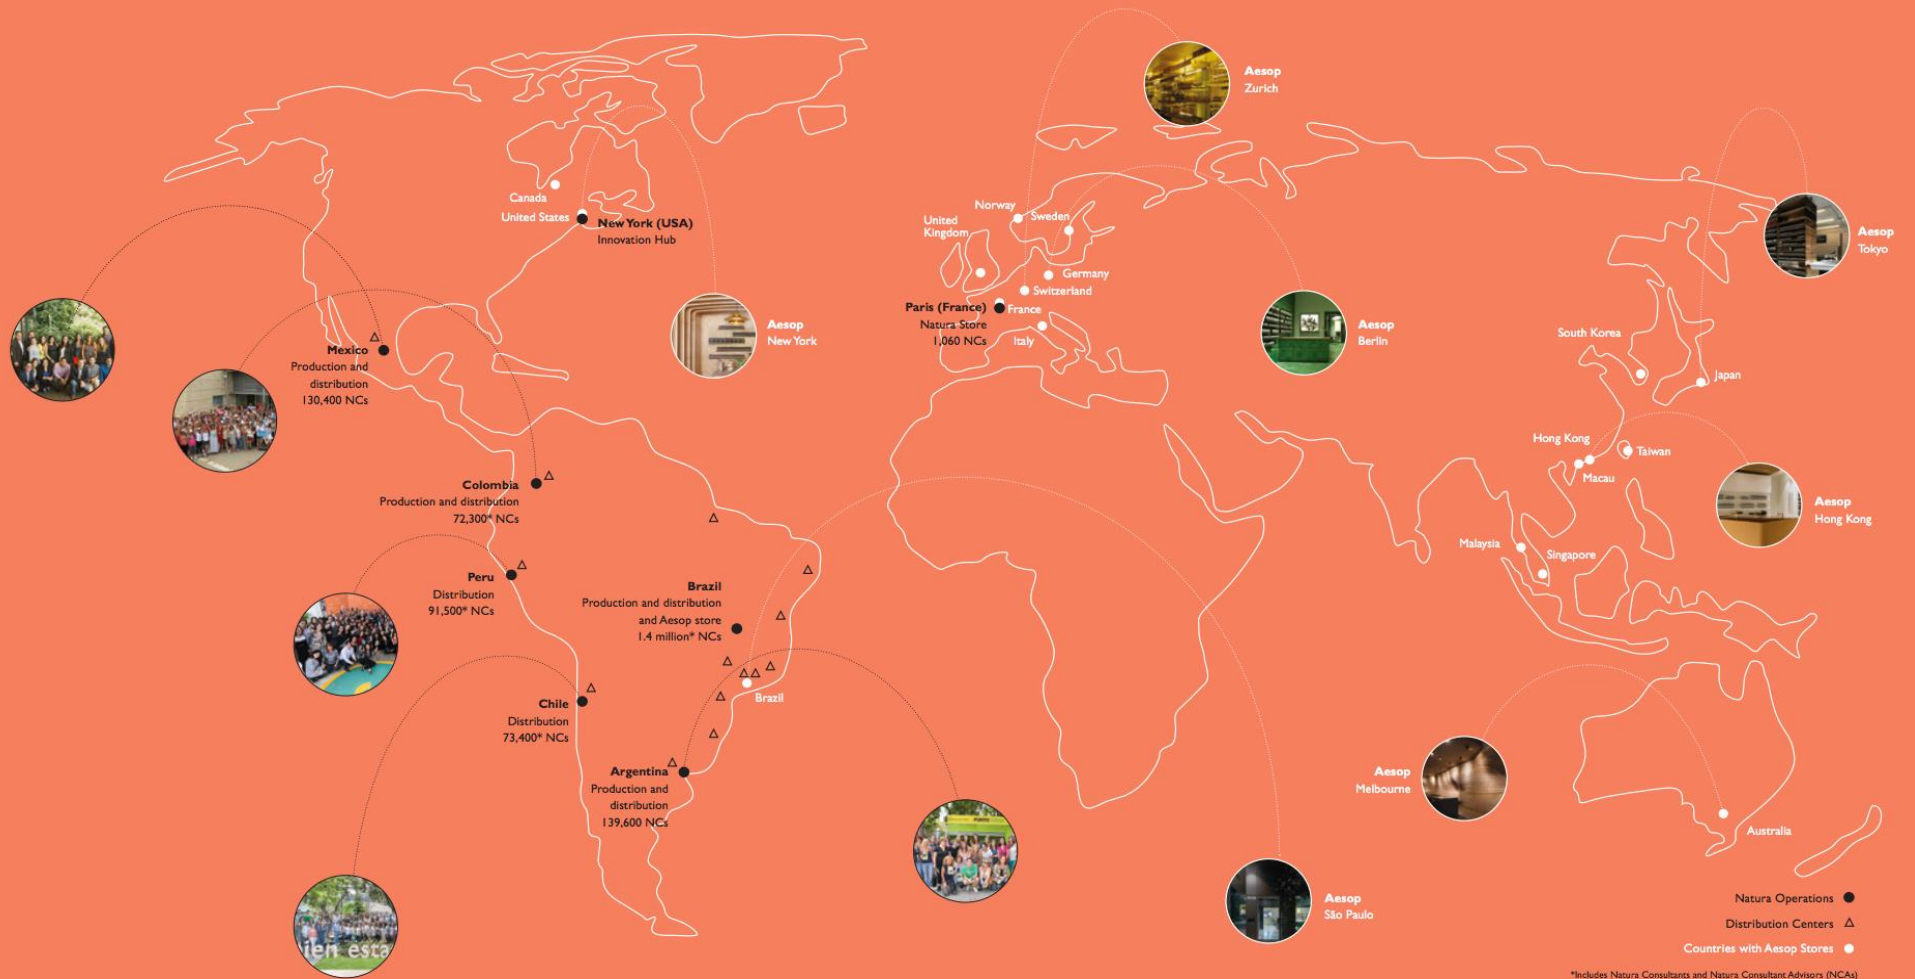 Aesop
Zurich
Canada
United States
New York (USA)
Innovation Hub
Norway
Sweden
United
Kingdom
Germany
Switzerland
Paris (France)
Natura Store
1,060 NCs
France
Italy
Aesop
New York
Aesop
Berlin
Aesop
Tokyo
South Korea
Japan
Hong Kong
Taiwan
Macau
Aesop
Hong Kong
Malaysia
Singapore
Mexico
Production and
distribution
130,400 NCs
Colombia
Production and distribution
72,300* NCs
Peru
Distribution
91,500* NCs
Brazil
Production and distribution
and Aesop store
1.4 million* NCs
Brazil
Chile
Distribution
73,400* NCs
Argentina
Production and
distribution
139,600 NCs
Aesop
Melbourne
Australia
Aesop
São Paulo
ien esta
Natura Operations
Distribution Centers
Countries with Aesop Stores
*Includes Natura Consultants and Natura Consultant Advisors (NCAs)